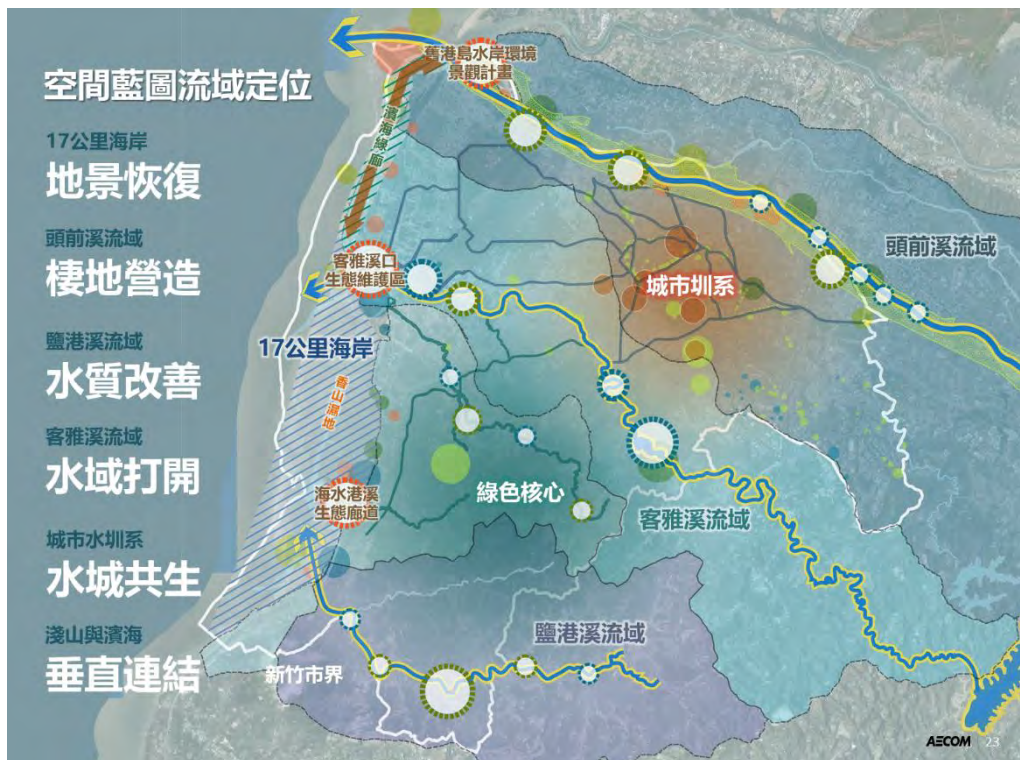 空間藍圖流域定位
17公里海岸
地景恢復
頭前溪流域
棲地營造
鹽港溪流域
水質改善
客雅溪流域
水域打開
城市水圳系
水城共生
淺山與濱海
垂直連結
舊港島水岸環境
景觀計畫
濱海綠廊
頭前溪流域
客雅溪口
生態維護區
城市圳系
17公里海岸
香山濕地
海水港溪
生態廊道
綠色核心
客雅溪流域
鹽港溪流域
新竹市界
AECOM 23